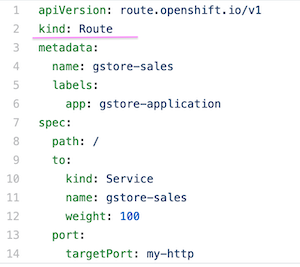 1 apiVersion: route.openshift.io/v1
2 kind: Route
3 metadata:
4   name: gstore-sales
5   labels:
6     app: gstore-application
7 spec:
8   path: /
9   to:
10     kind: Service
11     name: gstore-sales
12     weight: 100
13   port:
14     targetPort: my-http